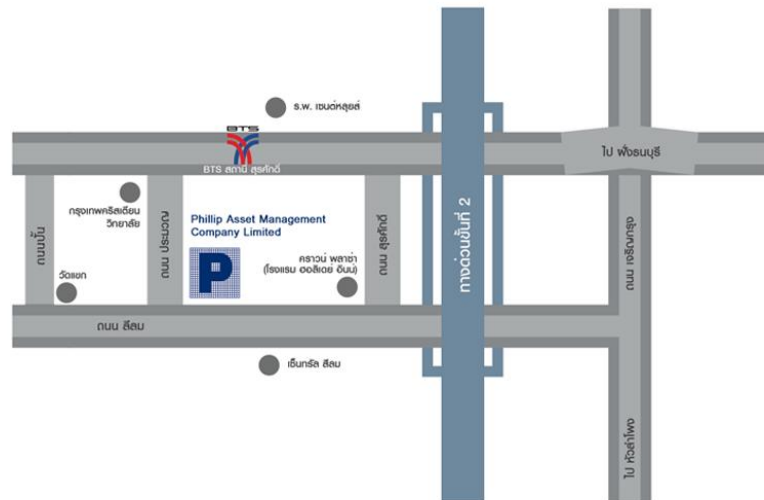 ร.พ. เซนต์หลุยส์
BTS
BTS สถานี สุรศักดิ์
ไป ฝั่งธนบุรี
กรุงเทพคริสเตียน
วิทยาลัย
ถนนปั้น
วัดแขก
ถนน ประมวญ
Phillip Asset Management
Company Limited
P
คราวน์ พลาซ่า
(โรงแรม ฮอลิเดย์ อินน์)
ถนน สุรศักดิ์
ทางด่วนขั้นที่ 2
ถนน เจริญกรุง
ถนน สีลม
เซ็นทรัล สีลม
ไป หัวลำโพง